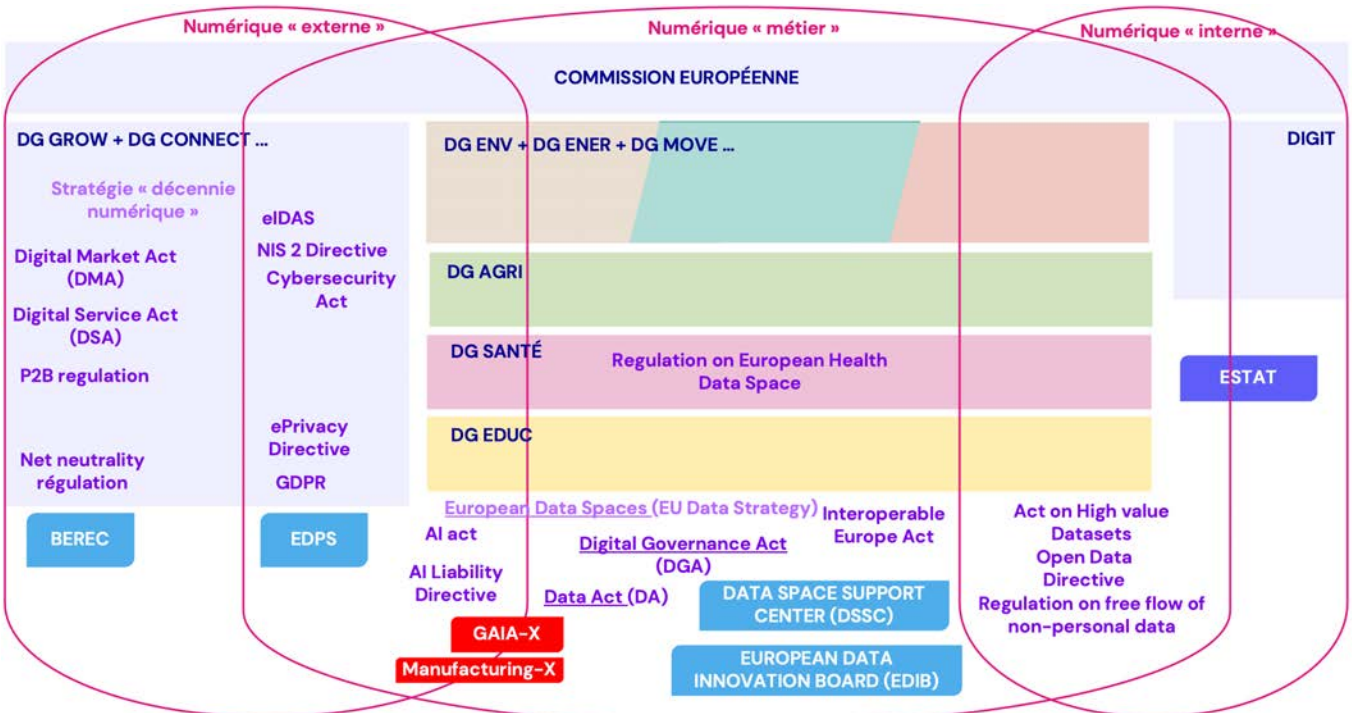 Numérique « externe »
Numérique « métier »
Numérique « interne »
COMMISSION EUROPÉENNE
DG GROW + DG CONNECT ...
Stratégie « décennie
numérique »
Digital Market Act
(DMA)
Digital Service Act
(DSA)
P2B regulation
Net neutrality
régulation
BEREC
eIDAS
NIS 2 Directive
Cybersecurity
Act
ePrivacy
Directive
GDPR
EDPS
DG ENV + DG ENER + DG MOVE ...
DG AGRI
DG SANTÉ
Regulation on European Health
Data Space
DG EDUC
European Data Spaces (EU Data Strategy)
AI act
AI Liability
Directive
Digital Governance Act
(DGA)
Data Act (DA)
Interoperable
Europe Act
GAIA-X
Manufacturing-X
DATA SPACE SUPPORT
CENTER (DSSC)
EUROPEAN DATA
INNOVATION BOARD (EDIB)
DIGIT
ESTAT
Act on High value
Datasets
Open Data
Directive
Regulation on free flow of
non-personal data